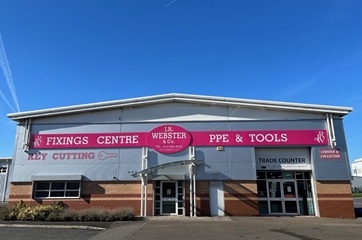 FIXINGS CENTRE
J.R.
WEBSTER
& Co.
PPE & TOOLS
KEY CUTTING
TRADE COUNTER